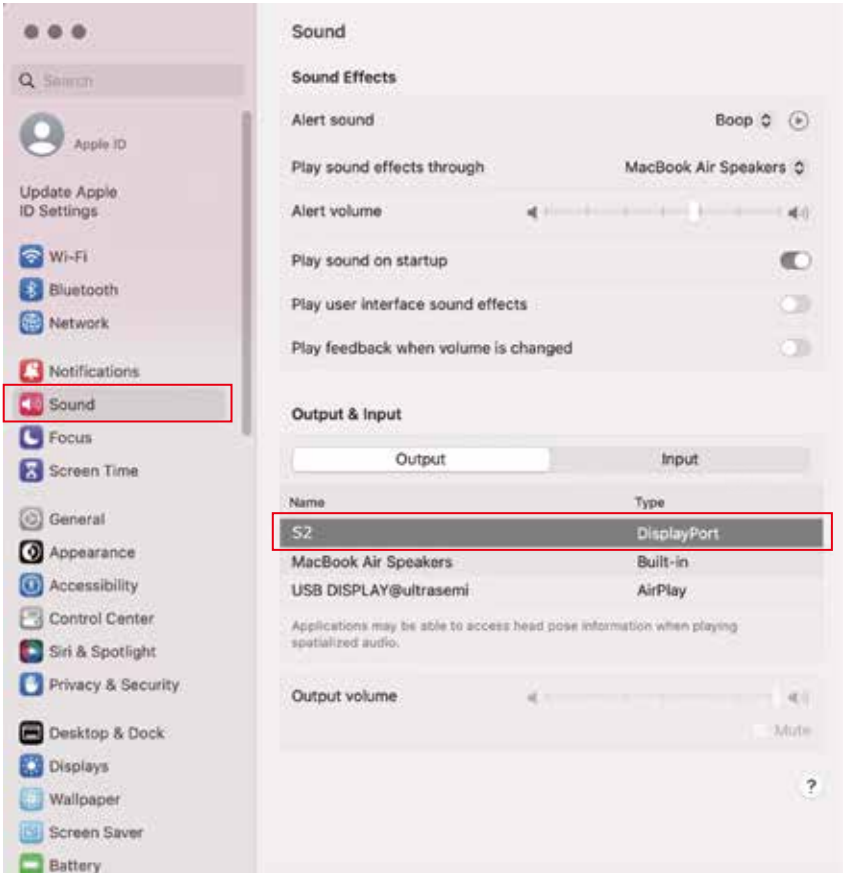 Search
Apple ID
Update Apple
ID Settings
Wi-Fi
Bluetooth
Network
Notifications
Sound
Focus
Screen Time
General
Appearance
Accessibility
Control Center
Siri & Spotlight
Privacy & Security
Desktop & Dock
Displays
Wallpaper
Screen Saver
Battery
Sound
Sound Effects
Alert sound Boop
Play sound effects through MacBook Air Speakers
Alert volume
Play sound on startup
Play user interface sound effects
Play feedback when volume is changed
Output & Input
Output Input
Name Type
S2 DisplayPort
MacBook Air Speakers Built-in
USB DISPLAY@ultrasemi AirPlay
Applications may be able to access head pose information when playing
spatialized audio.
Output volume
Mute
?